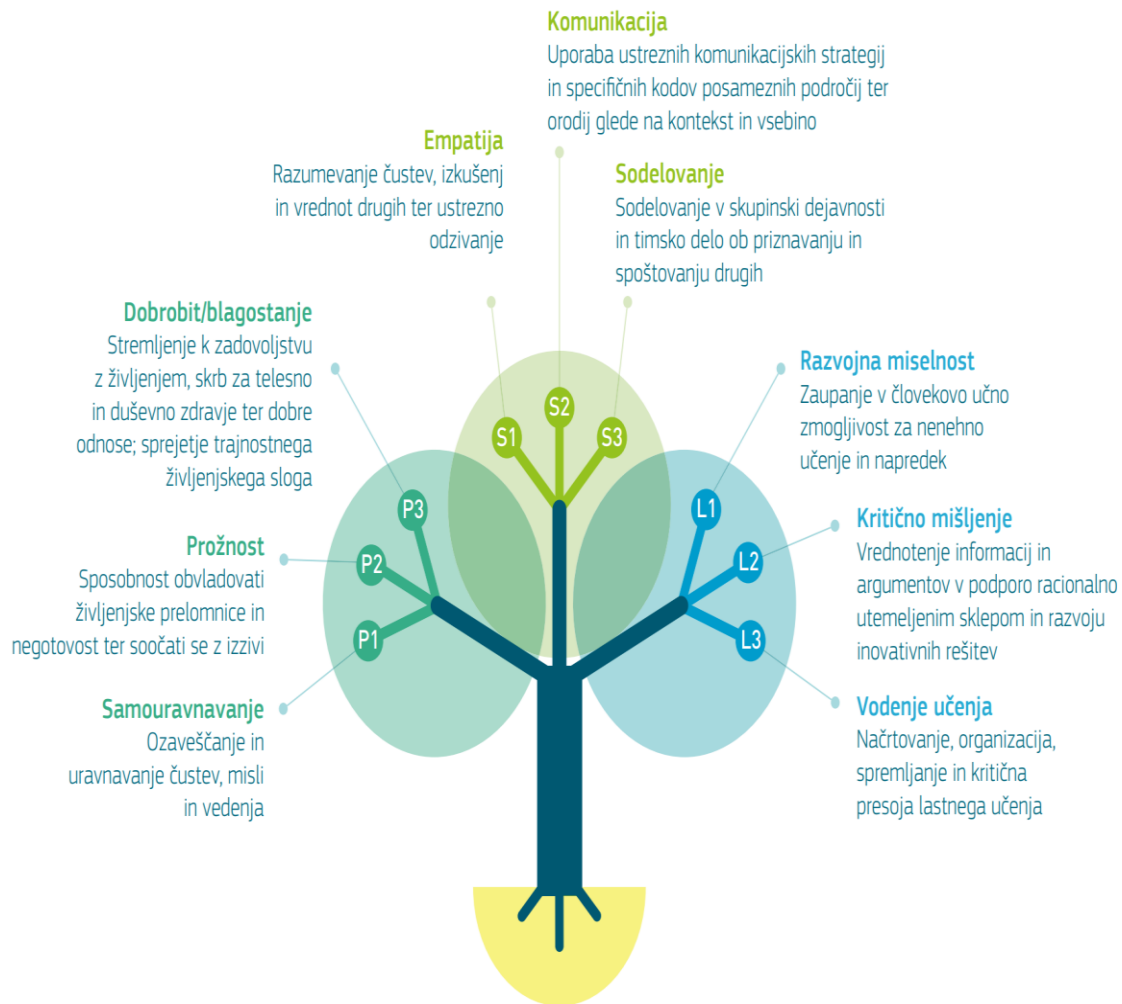 Komunikacija
Uporaba ustreznih komunikacijskih strategij
in specifičnih kodov posameznih področij ter
orodij glede na kontekst in vsebino
Empatija
Razumevanje čustev, izkušenj
in vrednot drugih ter ustrezno
odzivanje
Sodelovanje
Sodelovanje v skupinski dejavnosti
in timsko delo ob priznavanju in
spoštovanju drugih
Dobrobit/blagostanje
Stremljenje k zadovoljstvu
z življenjem, skrb za telesno
in duševno zdravje ter dobre
odnose; sprejetje trajnostnega
življenjskega sloga
Prožnost
Sposobnost obvladovati
življenjske prelomnice in
negotovost ter soočati se z izzivi
Samouravnavanje
Ozaveščanje in
uravnavanje čustev, misli
in vedenja
P3
P2
P1
S1
S2
S3
L1
L2
L3
Razvojna miselnost
Zaupanje v človekovo učno
zmogljivost za nenehno
učenje in napredek
Kritično mišljenje
Vrednotenje informacij in
argumentov v podporo racionalno
utemeljenim sklepom in razvoju
inovativnih rešitev
Vodenje učenja
Načrtovanje, organizacija,
spremljanje in kritična
presoja lastnega učenja